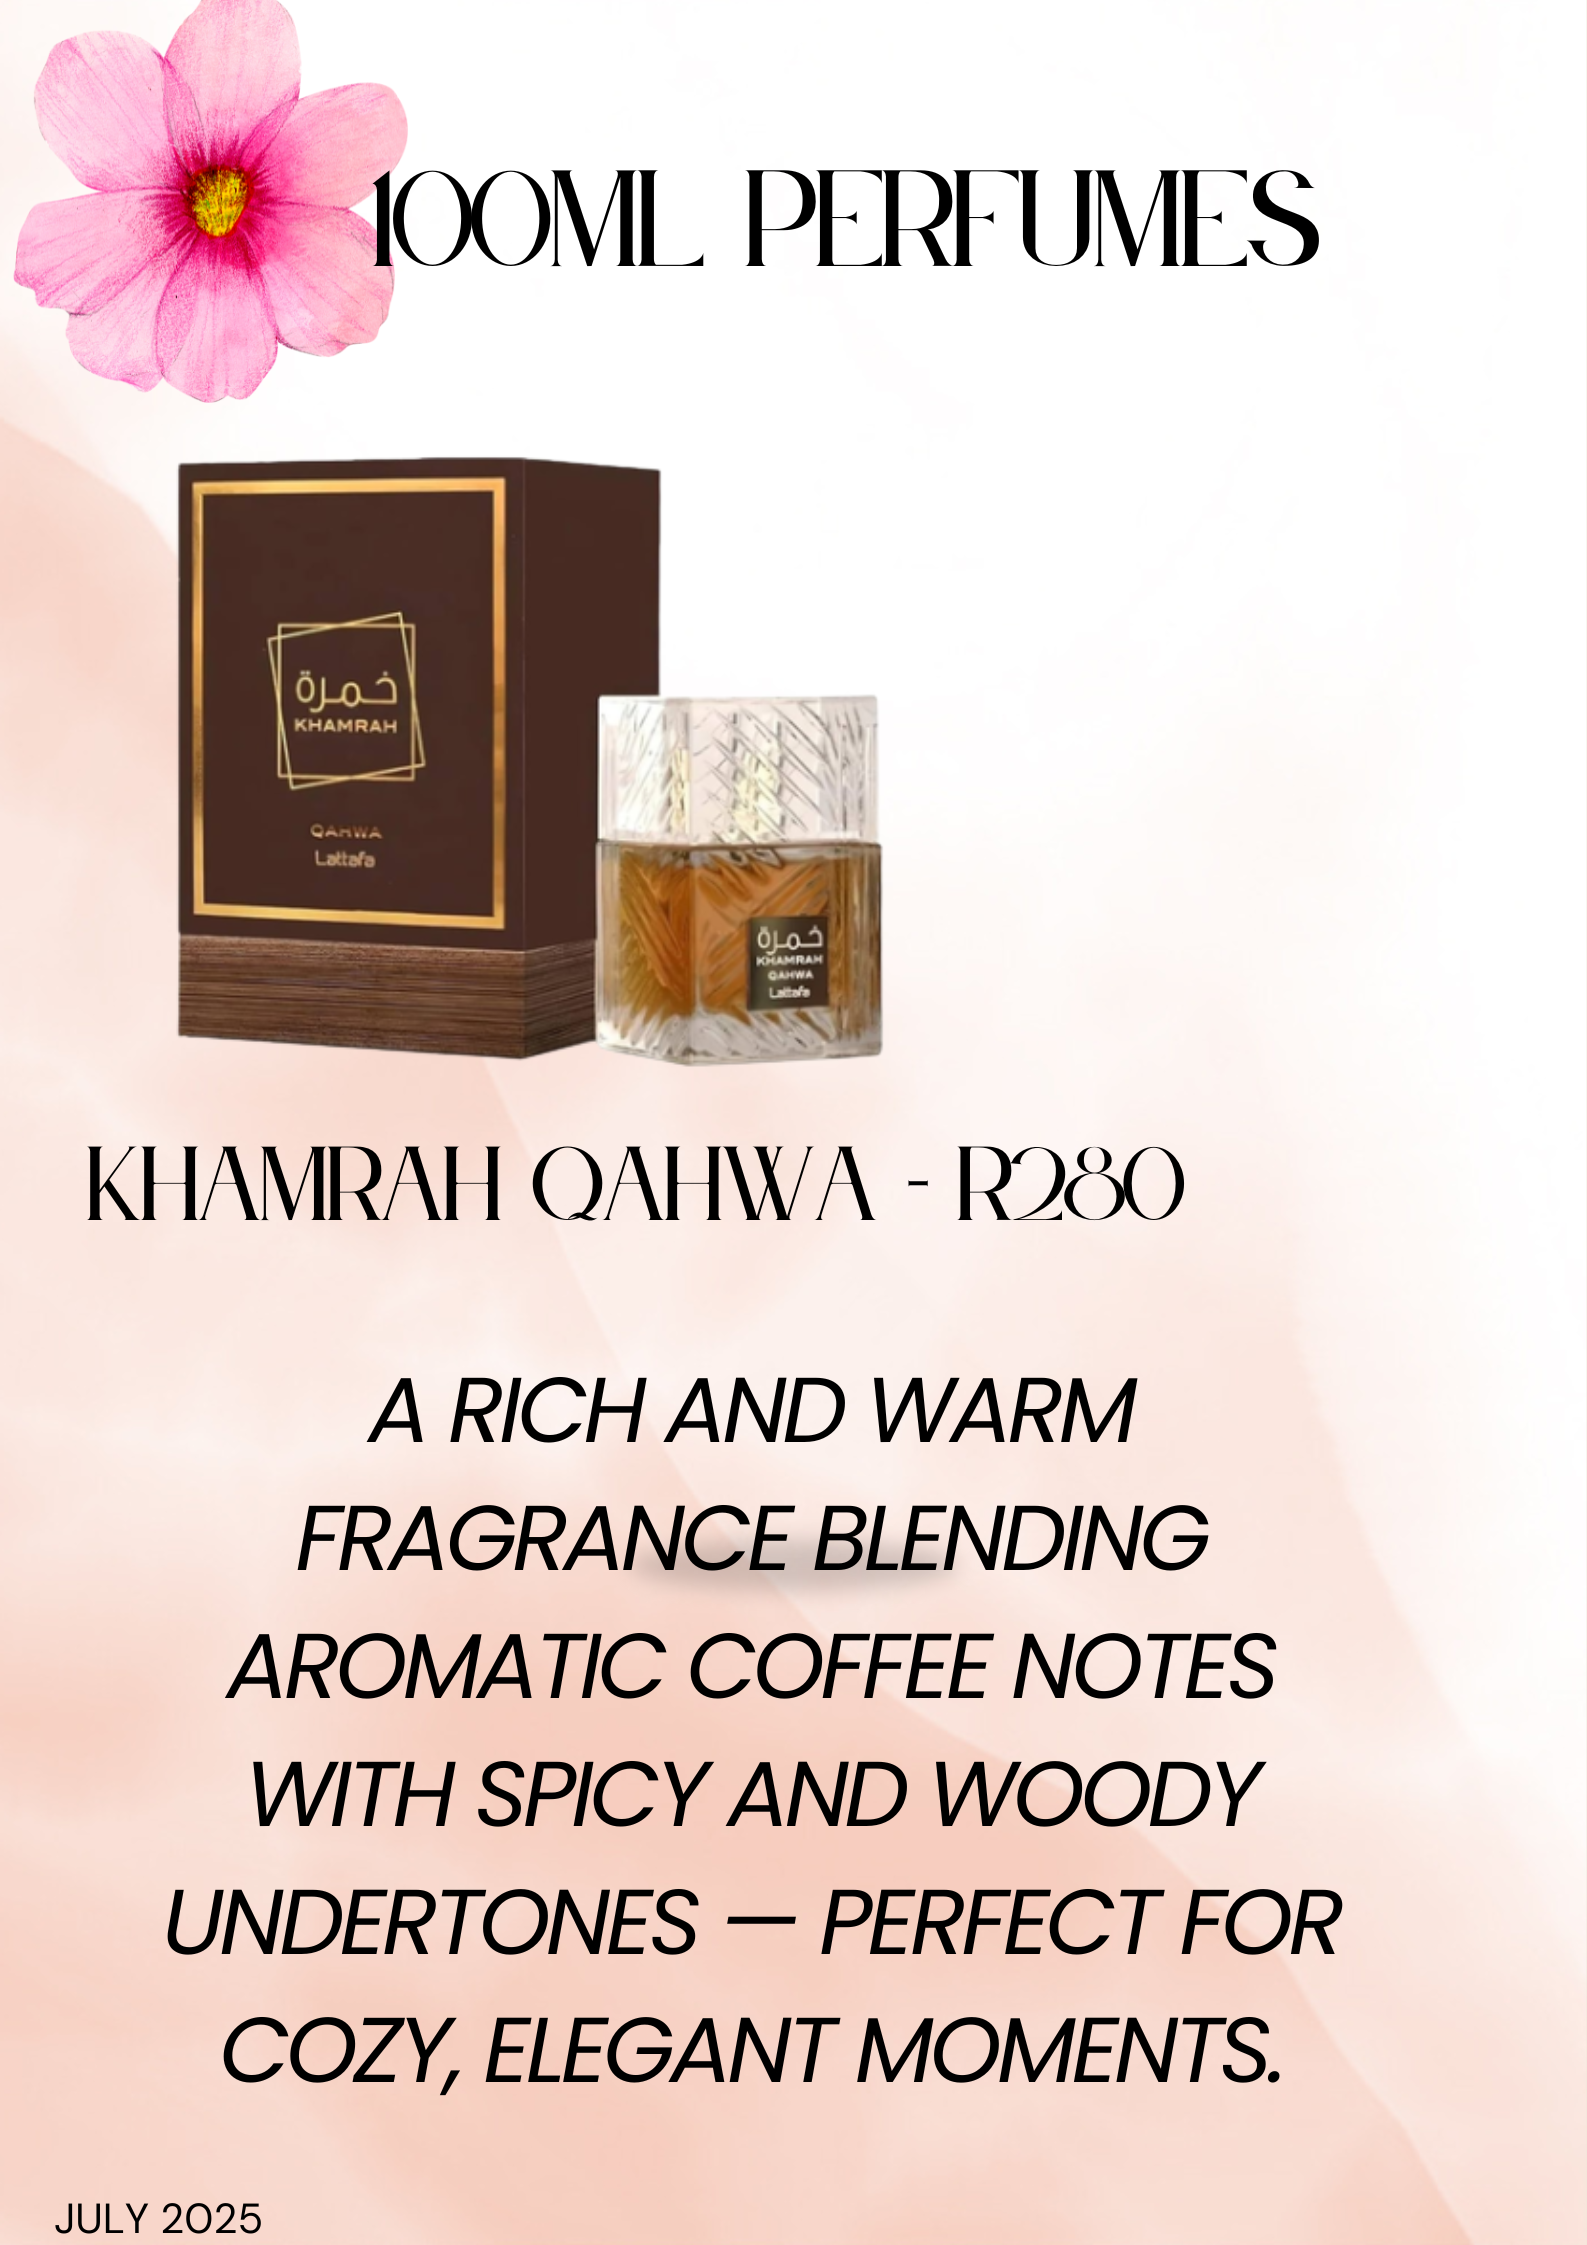 100ML PERFUMES
خمرة
KHAMRAH
QAHWA
Lattafa
خمرة
KHAMRAH
QAHWA
Lattafa
KHAMRAH QAHWA - R280
A RICH AND WARM
FRAGRANCE BLENDING
AROMATIC COFFEE NOTES
WITH SPICY AND WOODY
UNDERTONES — PERFECT FOR
COZY, ELEGANT MOMENTS.
JULY 2025